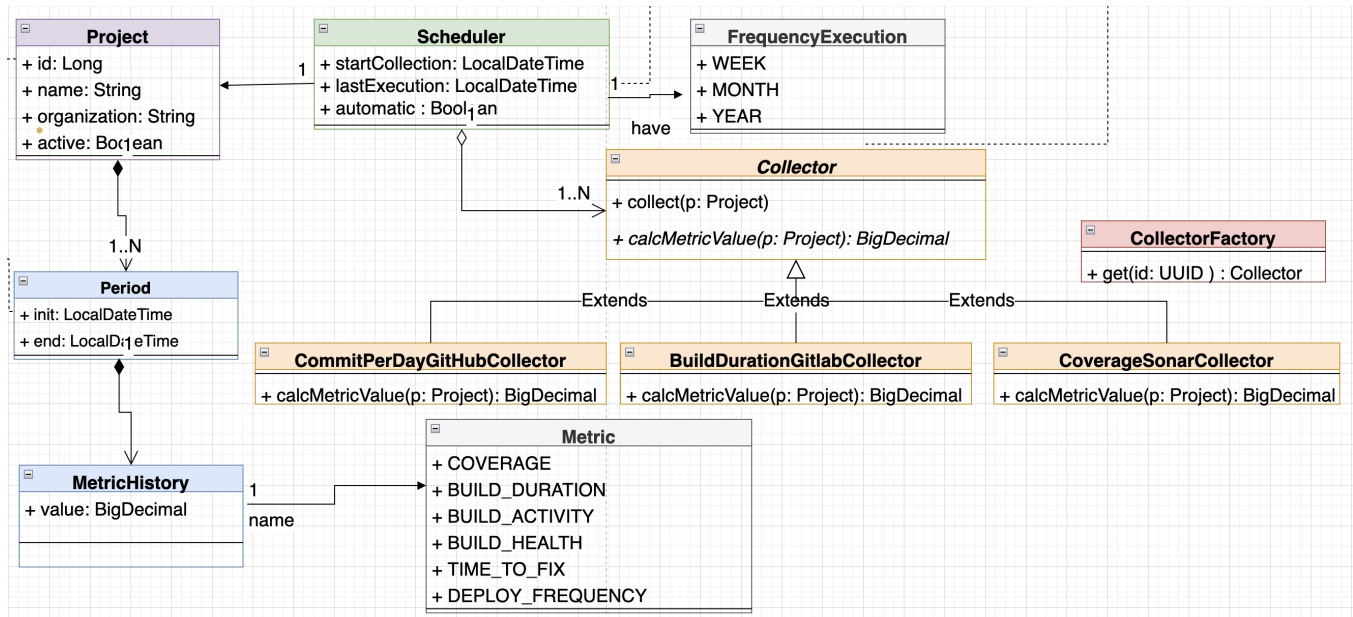 Project
+ id: Long
+ name: String
+ organization: String
+ active: Boolean
1
Scheduler
+ startCollection: LocalDateTime
+ lastExecution: LocalDateTime
+ automatic : Boolean
1
1
1
have
FrequencyExecution
+ WEEK
+ MONTH
+ YEAR
1..N
Collector
+ collect(p: Project)
+ calcMetricValue(p: Project): BigDecimal
CollectorFactory
+ get(id: UUID ) : Collector
1..N
Period
+ init: LocalDateTime
+ end: LocalDateTime
1
Extends
Extends
Extends
CommitPerDayGitHubCollector
+ calcMetricValue(p: Project): BigDecimal
BuildDurationGitlabCollector
+ calcMetricValue(p: Project): BigDecimal
CoverageSonarCollector
+ calcMetricValue(p: Project): BigDecimal
MetricHistory
+ value: BigDecimal
1
name
Metric
+ COVERAGE
+ BUILD_DURATION
+ BUILD_ACTIVITY
+ BUILD_HEALTH
+ TIME_TO_FIX
+ DEPLOY_FREQUENCY